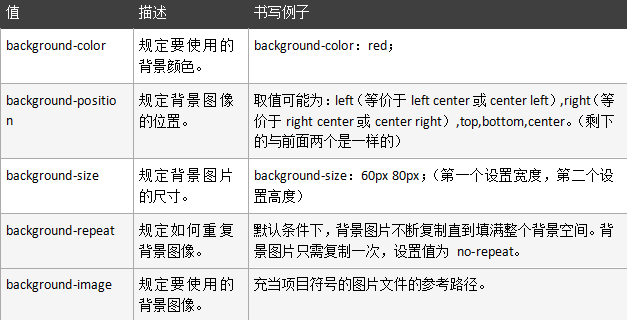 值 描述 书写例子
background-color 规定要使用的 background-color：red；
背景颜色。
background-positio 规定背景图像 取值可能为：left（等价于 left center 或 center left）,right（等
n 的位置。 价于 right center 或 center right）,top,bottom,center。（剩下
的与前面两个是一样的）
background-size 规定背景图片 background-size：60px 80px；（第一个设置宽度，第二个设
的尺寸。 置高度）
background-repeat 规定如何重复 默认条件下，背景图片不断复制直到填满整个背景空间。背
背景图像。 景图片只需复制一次，设置值为 no-repeat。
background-image 规定要使用的 充当项目符号的图片文件的参考路径。
背景图像。